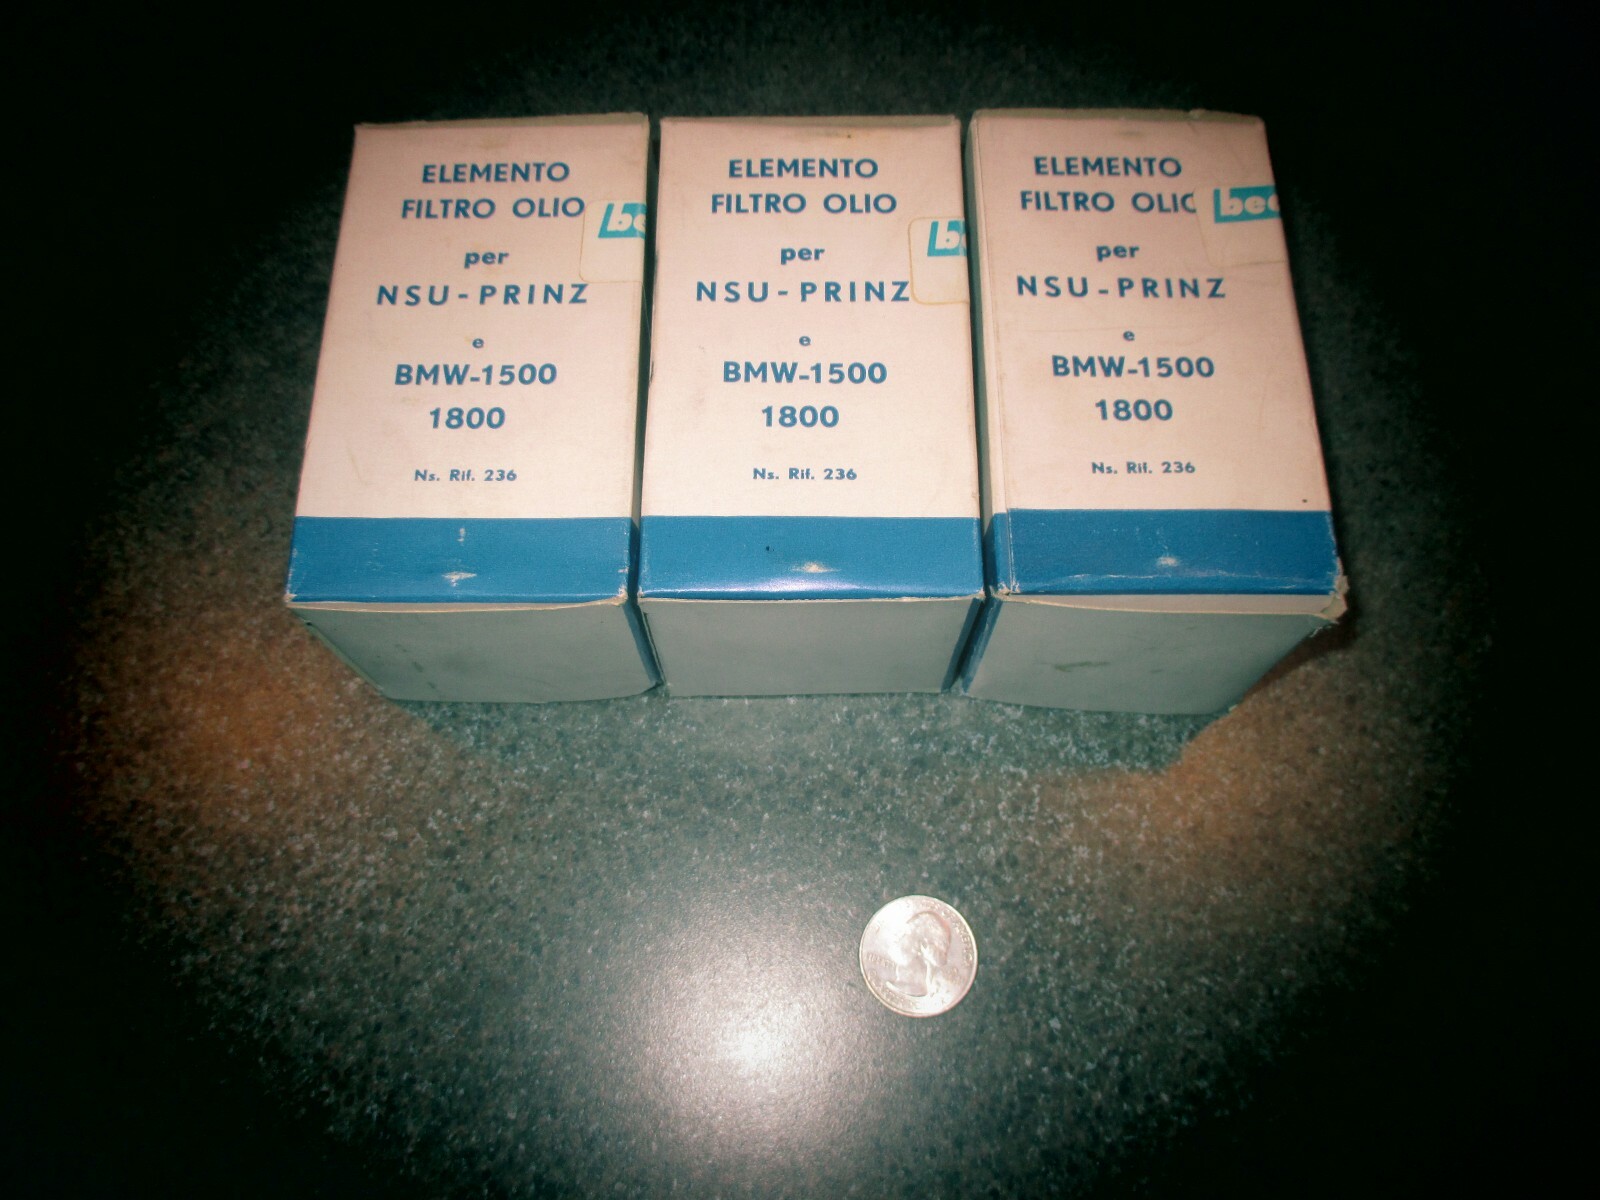 ELEMENTO
FILTRO OLIO
per
NSU-PRINZ
e
BMW-1500
1800
Ns. Rif. 236
ELEMENTO
FILTRO OLIO
per
NSU-PRINZ
e
BMW-1500
1800
Ns. Rif. 236
ELEMENTO
FILTRO OLIO
per
NSU-PRINZ
e
BMW-1500
1800
Ns. Rif. 236